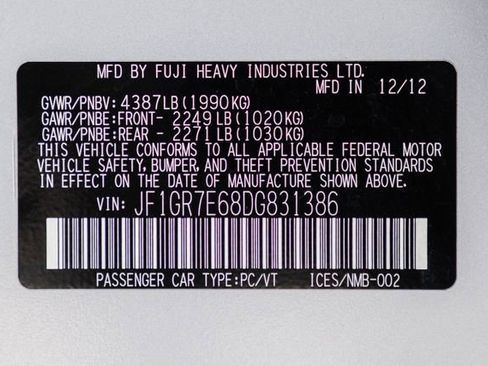 MFD BY FUJI HEAVY INDUSTRIES LTD.
MFD IN 12/12
GVWR/PNBV: 4387LB(1990KG)
GAWR/PNBE:FRONT- 2249LB(1020KG)
GAWR/PNBE:REAR - 2271LB(1030KG)
THIS VEHICLE CONFORMS TO ALL APPLICABLE FEDERAL MOTOR
VEHICLE SAFETY, BUMPER, AND THEFT PREVENTION STANDARDS
IN EFFECT ON THE DATE OF MANUFACTURE SHOWN ABOVE.
VIN: JF1GR7E68DG831386
PASSENGER CAR TYPE:PC/VT ICES/NMB-002